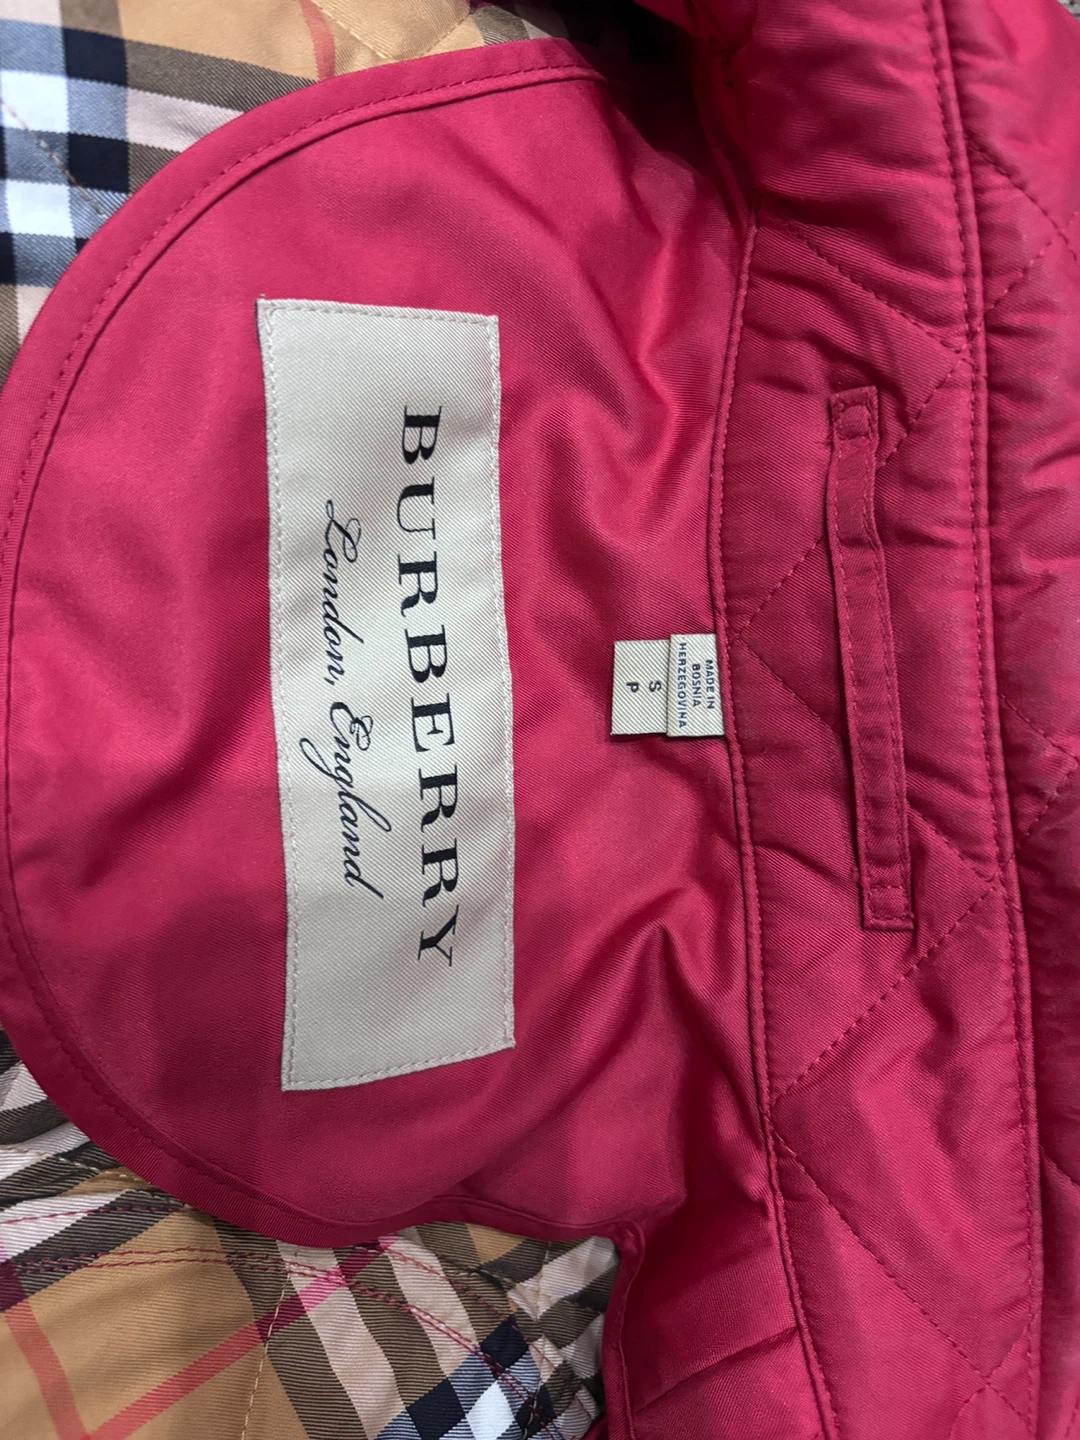 BURBERRY
London, England
MADE IN
BOSNIA
HERZEGOVINA
S
P